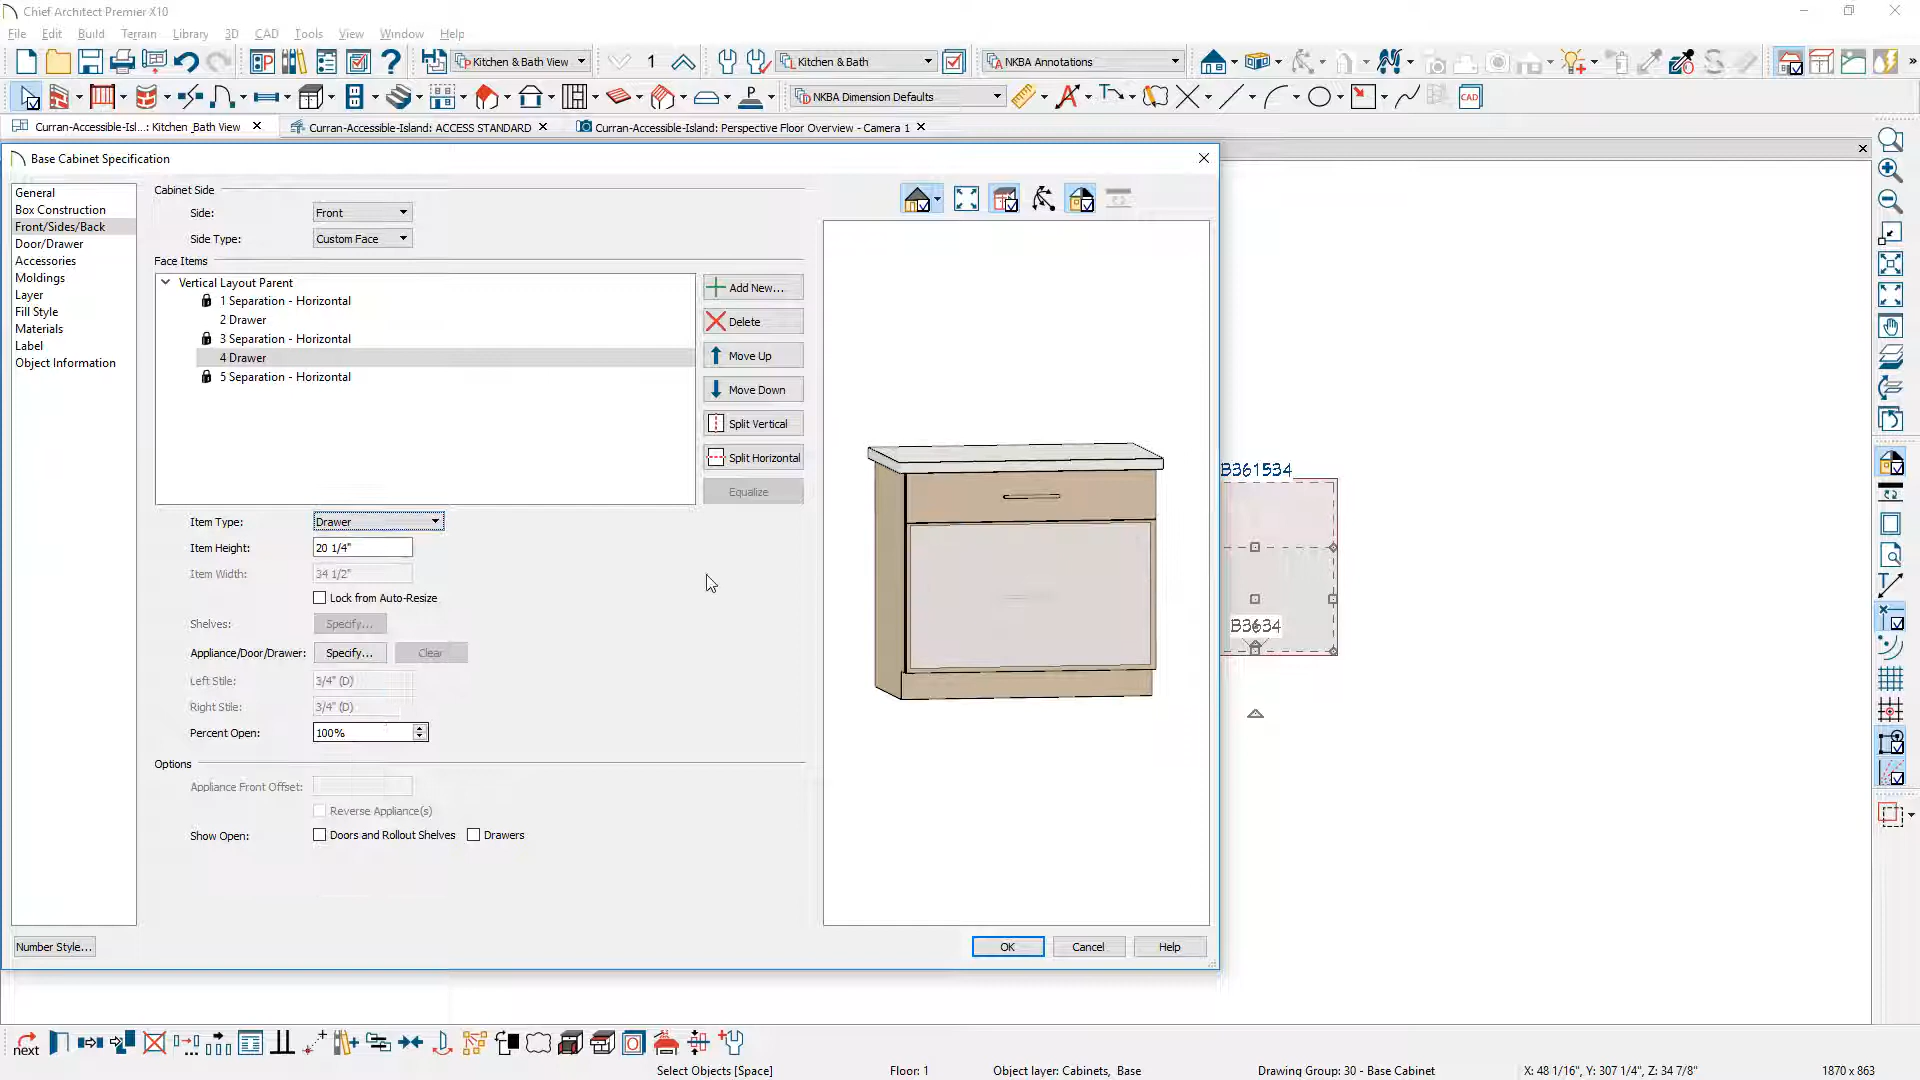 Chief Architect Premier X10
File Edit Build Terrain Library 3D CAD Tools View Window Help
Kitchen & Bath View 1 Kitchen & Bath NKBA Annotations
NKBA Dimension Defaults CAD
Curran-Accessible-Isl...: Kitchen_Bath View Curran-Accessible-Island: ACCESS STANDARD Curran-Accessible-Island: Perspective Floor Overview - Camera 1
Base Cabinet Specification
General
Box Construction
Front/Sides/Back
Door/Drawer
Accessories
Moldings
Layer
Fill Style
Materials
Label
Object Information
Number Style...
Cabinet Side
Side: Front
Side Type: Custom Face
Face Items
Vertical Layout Parent
1 Separation - Horizontal
2 Drawer
3 Separation - Horizontal
4 Drawer
5 Separation - Horizontal
Add New...
Delete
Move Up
Move Down
Split Vertical
Split Horizontal
Equalize
Item Type: Drawer
Item Height: 20 1/4"
Item Width: 34 1/2"
Lock from Auto-Resize
Shelves: Specify...
Appliance/Door/Drawer: Specify... Clear
Left Stile: 3/4" (D)
Right Stile: 3/4" (D)
Percent Open: 100%
Options
Appliance Front Offset:
Reverse Appliance(s)
Show Open: Doors and Rollout Shelves Drawers
OK Cancel Help
B361534
B3634
next
Select Objects [Space] Floor: 1 Object layer: Cabinets, Base Drawing Group: 30 - Base Cabinet X: 48 1/16", Y: 307 1/4", Z: 34 7/8" 1870 x 863